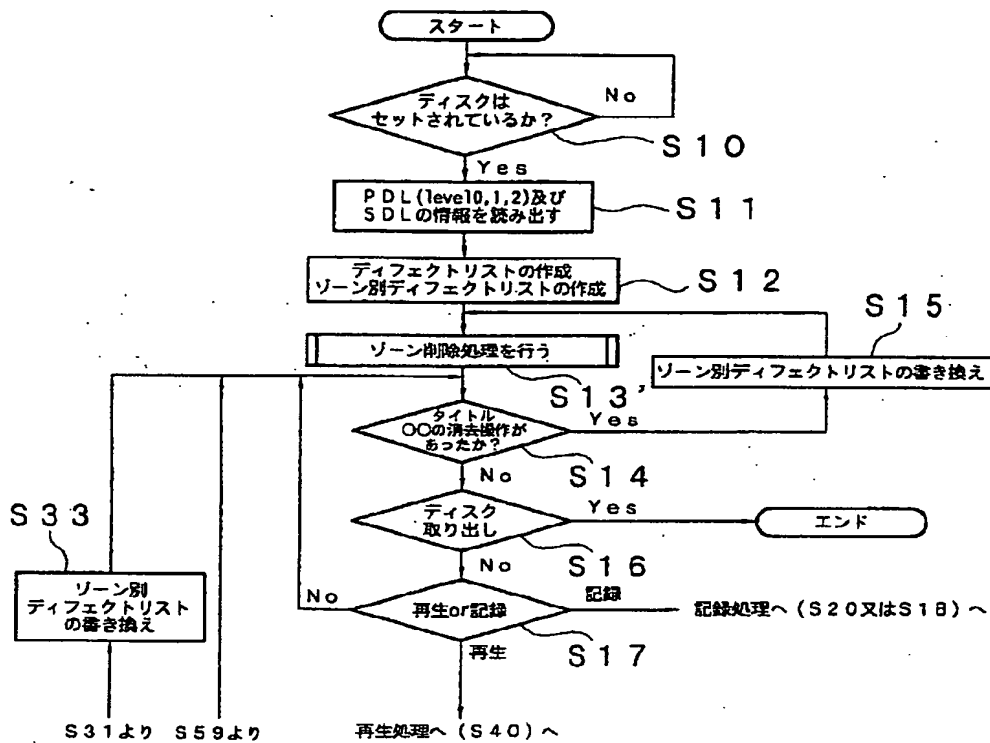 スタート
ディスクは
セットされているか？
No
S10
Yes
PDL(level0,1,2)及び
SDLの情報を読み出す
S11
ディフェクトリストの作成
ゾーン別ディフェクトリストの作成
S12
S15
ゾーン削除処理を行う
ゾーン別ディフェクトリストの書き換え
S13'
タイトル
○○の消去操作が
あったか？
Yes
S14
No
S33
ディスク
取り出し
Yes
エンド
S16
No
ゾーン別
ディフェクトリスト
の書き換え
No
再生or記録
記録
記録処理へ（S20又はS18）へ
S17
再生
S31より
S59より
再生処理へ（S40）へ